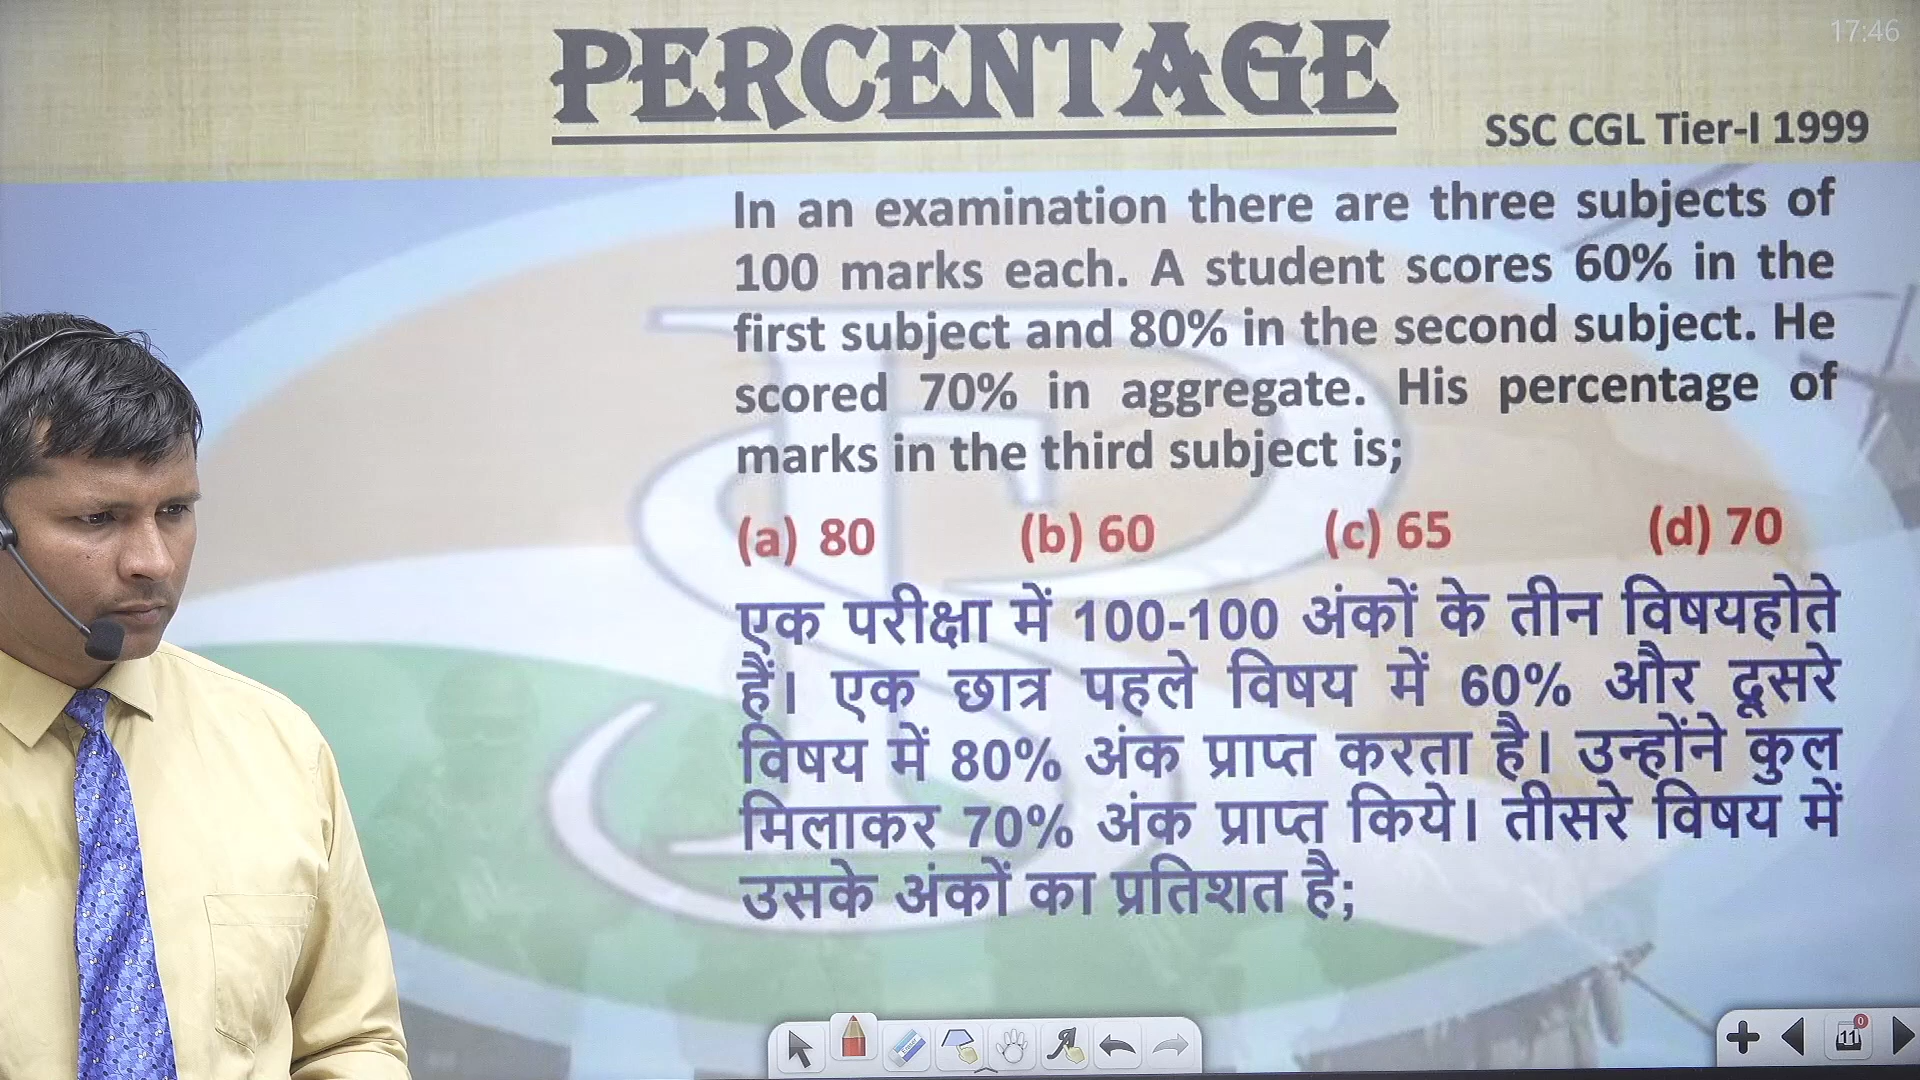 17:46
PERCENTAGE
SSC CGL Tier-I 1999
In an examination there are three subjects of
100 marks each. A student scores 60% in the
first subject and 80% in the second subject. He
scored 70% in aggregate. His percentage of
marks in the third subject is;
(a) 80 (b) 60 (c) 65 (d) 70
एक परीक्षा में 100-100 अंकों के तीन विषयहोते
हैं। एक छात्र पहले विषय में 60% और दूसरे
विषय में 80% अंक प्राप्त करता है। उन्होंने कुल
मिलाकर 70% अंक प्राप्त किये। तीसरे विषय में
उसके अंकों का प्रतिशत है;
0
11